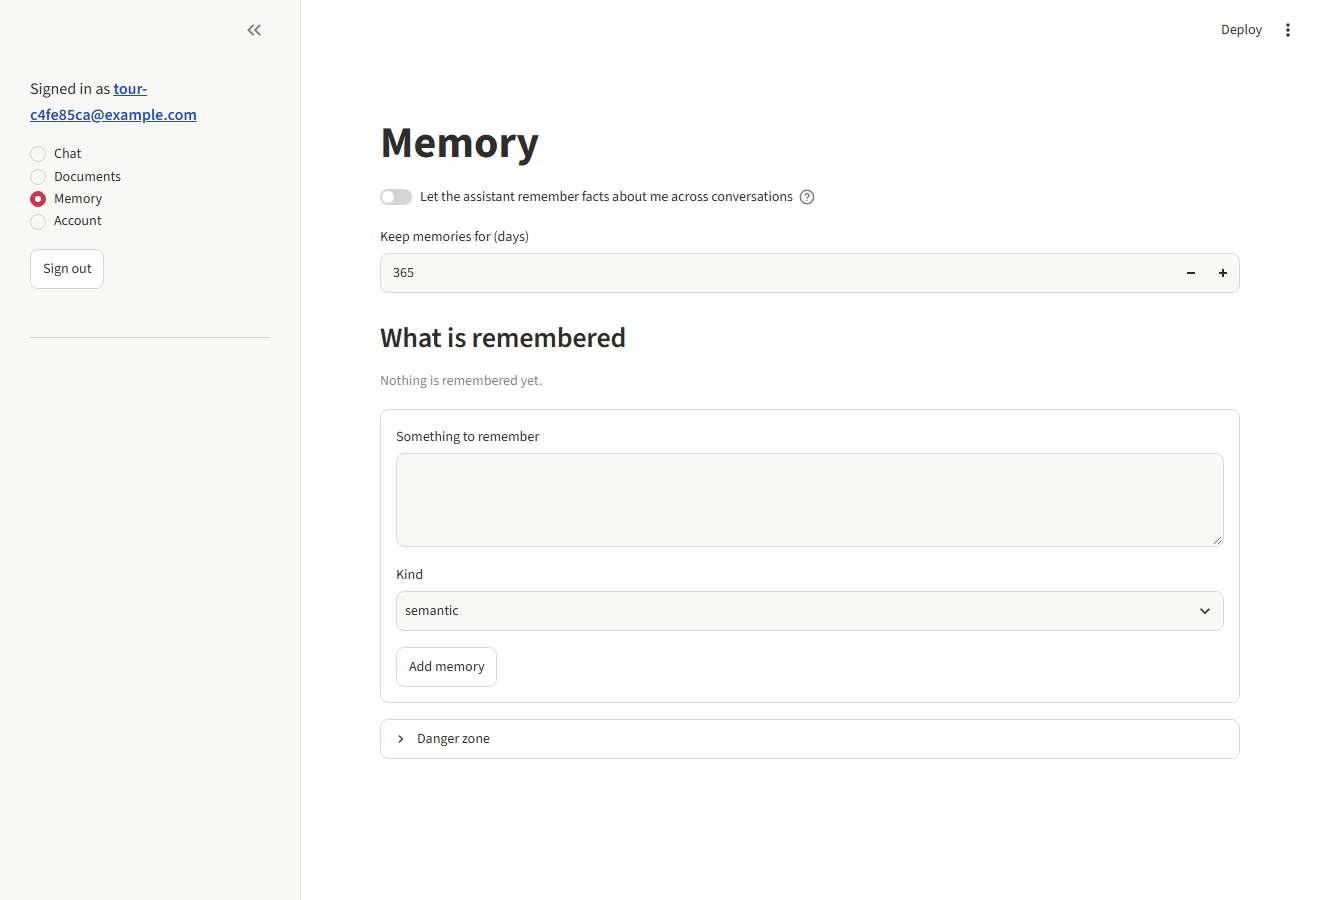 Deploy
Signed in as tour-
c4fe85ca@example.com
Chat
Documents
Memory
Account
Sign out
Memory
Let the assistant remember facts about me across conversations
Keep memories for (days)
365
What is remembered
Nothing is remembered yet.
Something to remember
Kind
semantic
Add memory
Danger zone